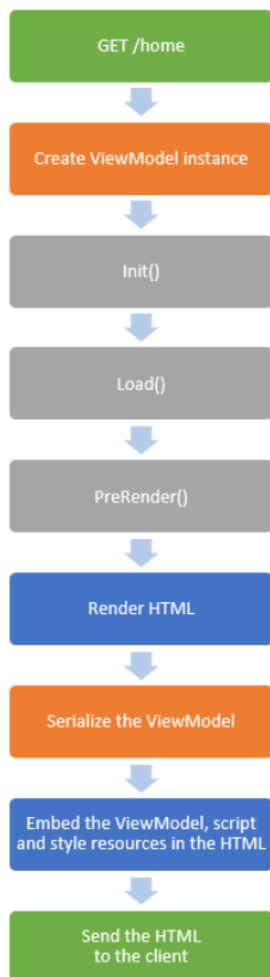 GET /home
Create ViewModel instance
Init()
Load()
PreRender()
Render HTML
Serialize the ViewModel
Embed the ViewModel, script
and style resources in the HTML
Send the HTML
to the client